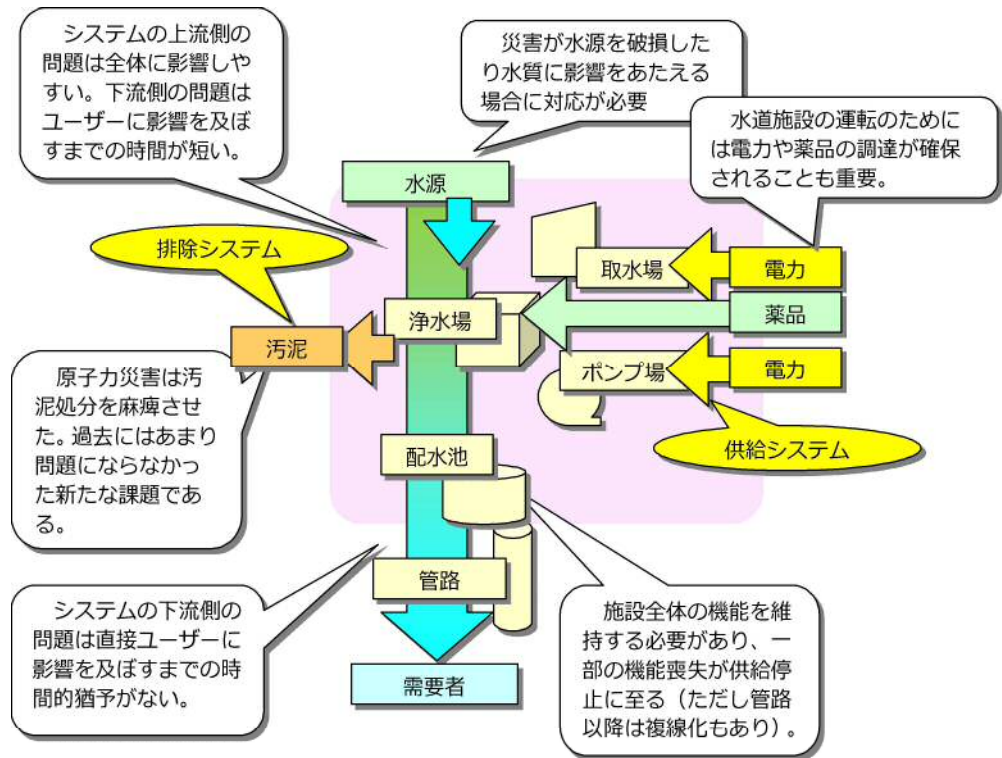 システムの上流側の
問題は全体に影響しや
すい。下流側の問題は
ユーザーに影響を及ぼ
すまでの時間が短い。
災害が水源を破損した
り水質に影響をあたえる
場合に対応が必要
水道施設の運転のために
は電力や薬品の調達が確保
されることも重要。
水源
排除システム
取水場
電力
浄水場
薬品
汚泥
ポンプ場
電力
原子力災害は汚
泥処分を麻痺させ
た。過去にはあまり
問題にならなかっ
た新たな課題であ
る。
供給システム
配水池
管路
システムの下流側の
問題は直接ユーザーに
影響を及ぼすまでの時
間的猶予がない。
施設全体の機能を維
持する必要があり、一
部の機能喪失が供給停
止に至る（ただし管路
以降は複線化もあり）。
需要者